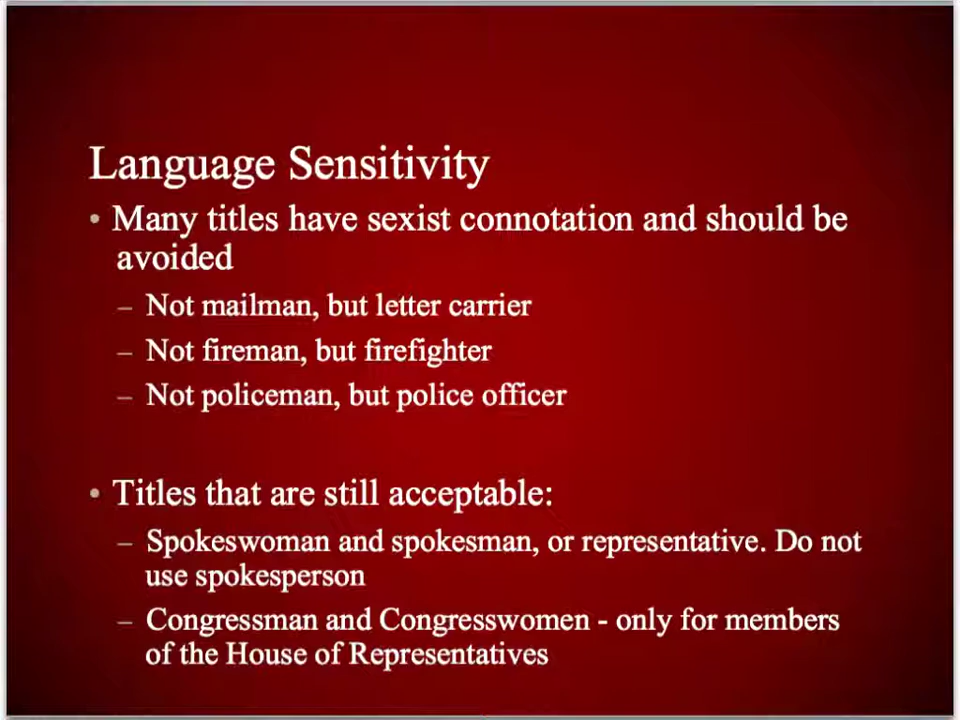 Language Sensitivity
• Many titles have sexist connotation and should be
avoided
– Not mailman, but letter carrier
– Not fireman, but firefighter
– Not policeman, but police officer
• Titles that are still acceptable:
– Spokeswoman and spokesman, or representative. Do not
use spokesperson
– Congressman and Congresswomen - only for members
of the House of Representatives